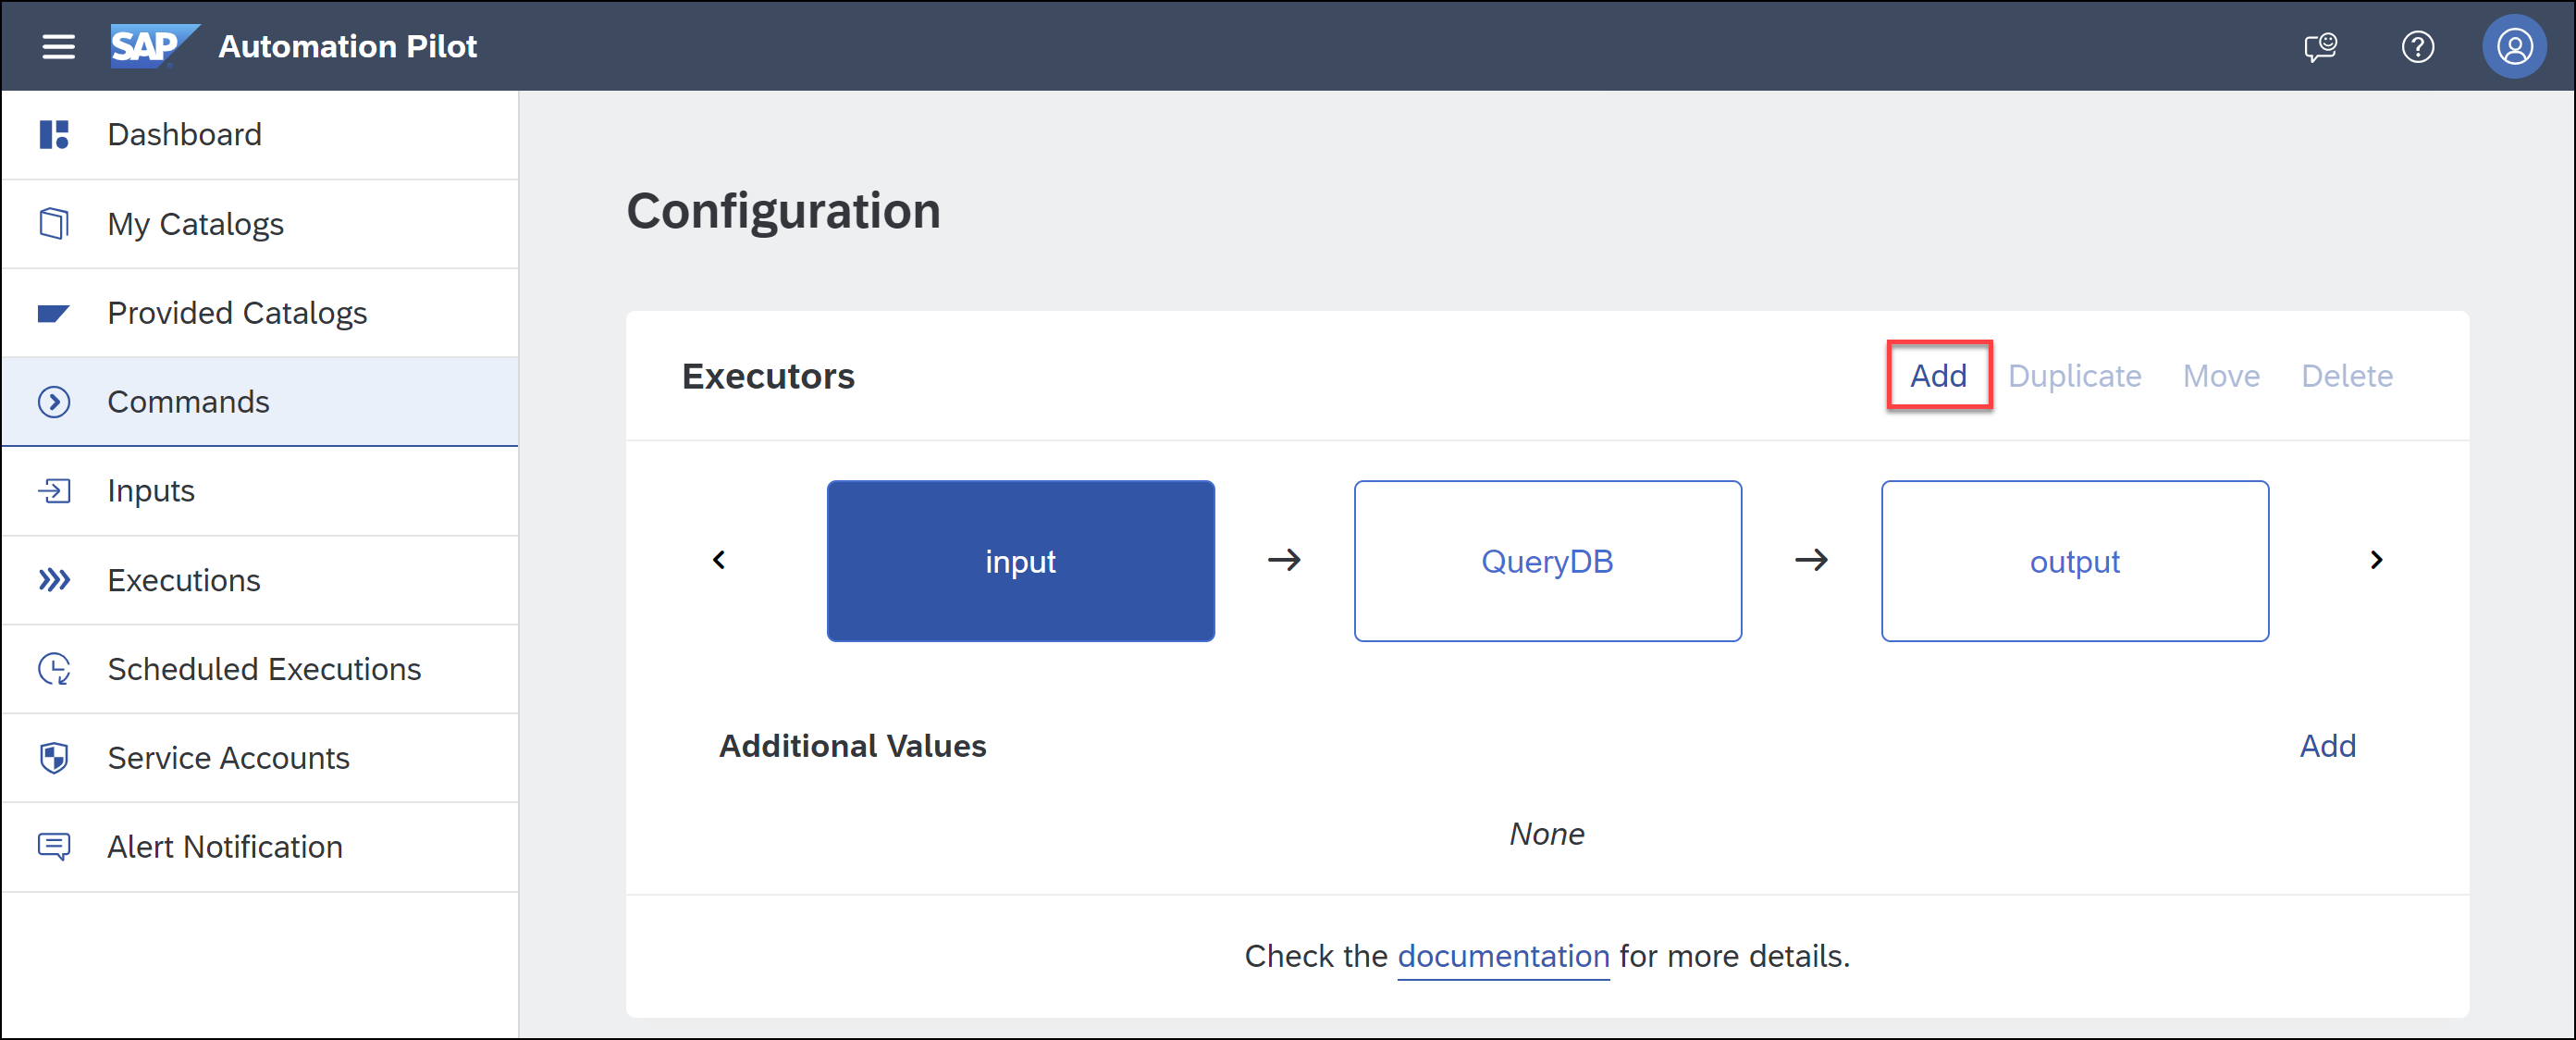 SAP Automation Pilot
Dashboard
My Catalogs
Provided Catalogs
Commands
Inputs
Executions
Scheduled Executions
Service Accounts
Alert Notification
Configuration
Executors Add Duplicate Move Delete
input QueryDB output
Additional Values Add
None
Check the documentation for more details.